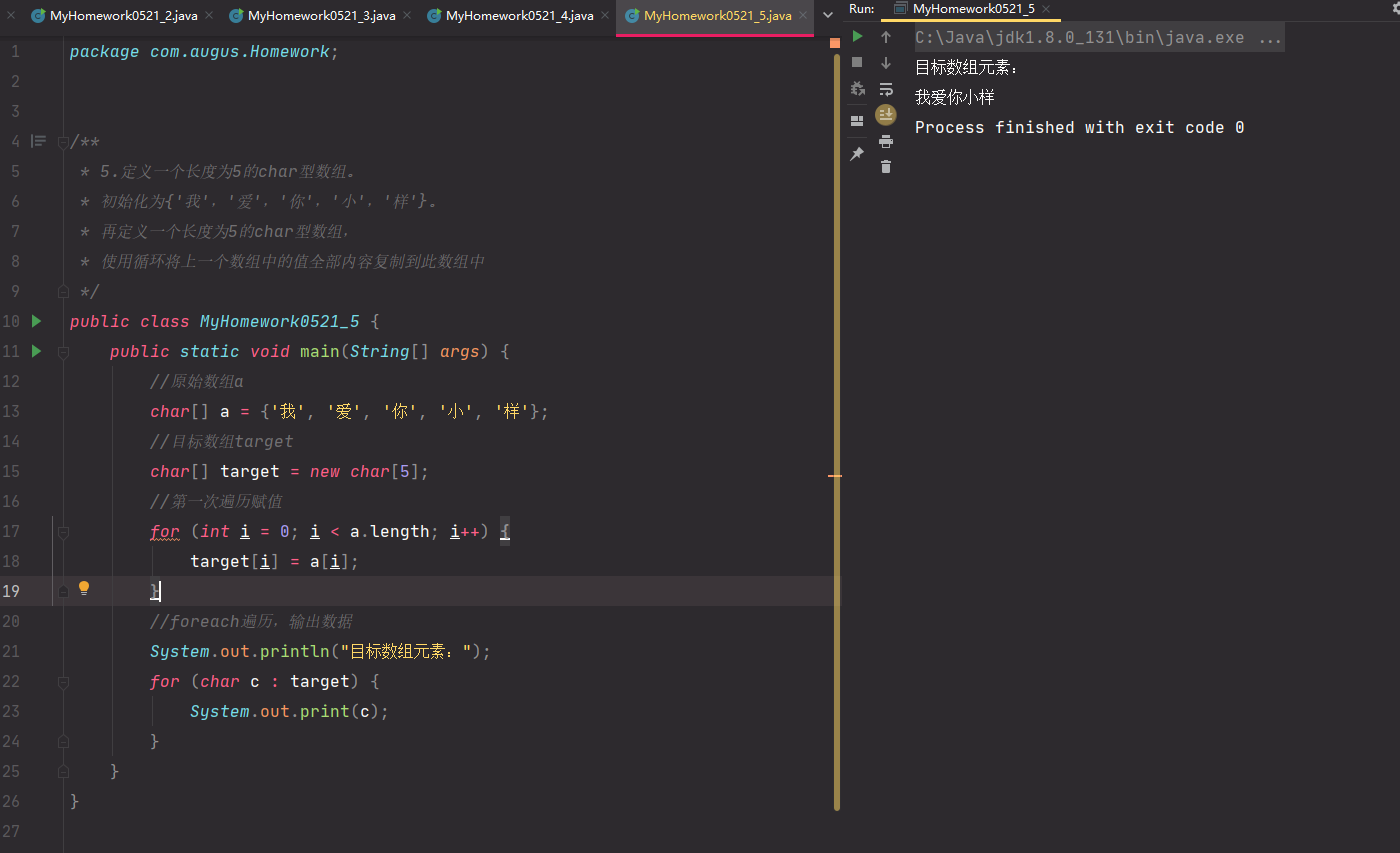 MyHomework0521_2.java MyHomework0521_3.java MyHomework0521_4.java MyHomework0521_5.java
1 package com.augus.Homework;
2
3
4 /**
5 * 5.定义一个长度为5的char型数组。
6 * 初始化为{'我', '爱', '你', '小', '样'}。
7 * 再定义一个长度为5的char型数组,
8 * 使用循环将上一个数组中的值全部内容复制到此数组中
9 */
10 public class MyHomework0521_5 {
11 public static void main(String[] args) {
12 //原始数组a
13 char[] a = {'我', '爱', '你', '小', '样'};
14 //目标数组target
15 char[] target = new char[5];
16 //第一次遍历赋值
17 for (int i = 0; i < a.length; i++) {
18 target[i] = a[i];
19 }
20 //foreach遍历，输出数据
21 System.out.println("目标数组元素：");
22 for (char c : target) {
23 System.out.print(c);
24 }
25 }
26 }
27
Run: MyHomework0521_5
C:\Java\jdk1.8.0_131\bin\java.exe ...
目标数组元素：
我爱你小样
Process finished with exit code 0